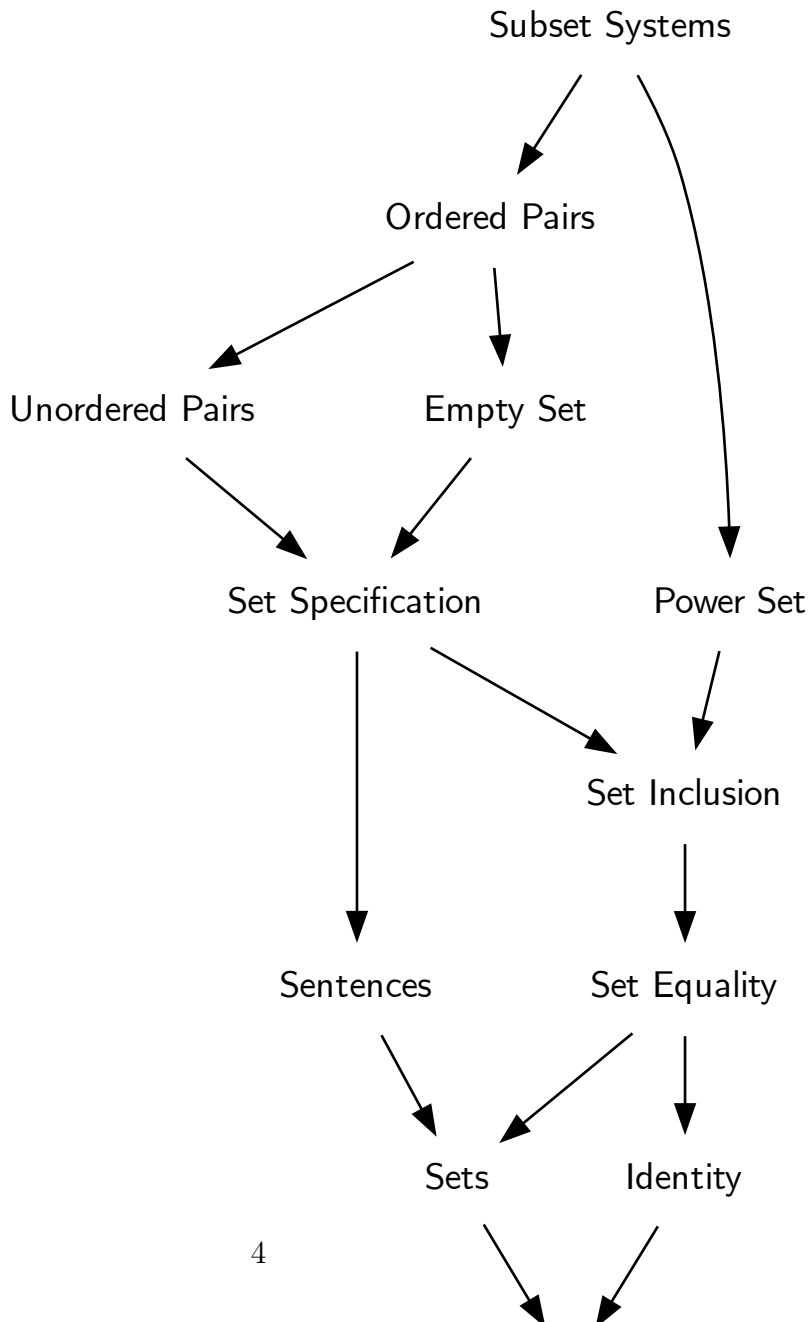 Subset Systems
Ordered Pairs
Unordered Pairs
Empty Set
Set Specification
Power Set
Set Inclusion
Sentences
Set Equality
Sets
Identity
4